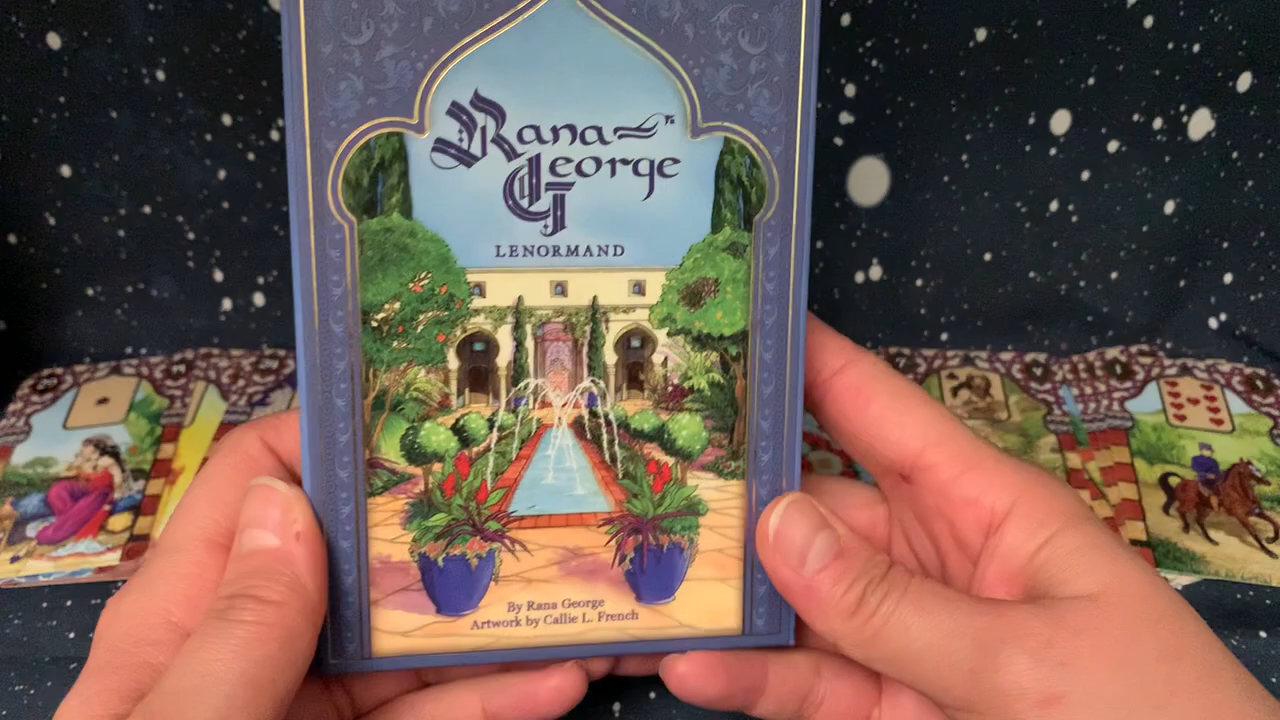 Rana
George
LENORMAND
By Rana George
Artwork by Callie L. French